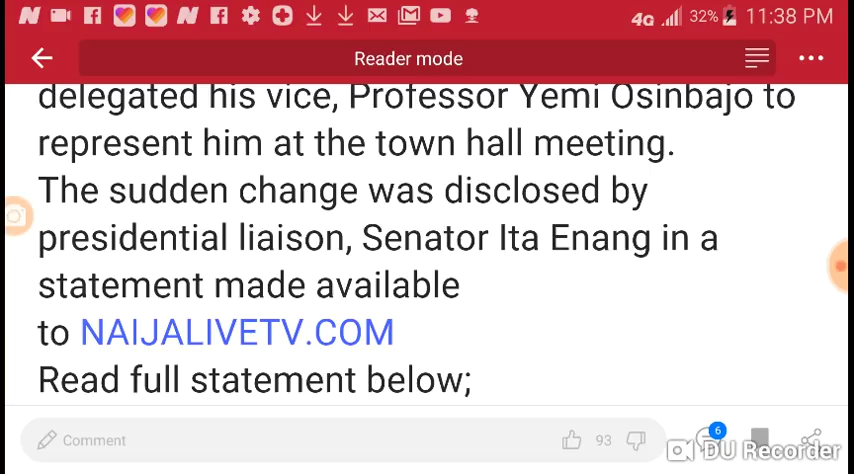 4G 32% 11:38 PM
Reader mode
delegated his vice, Professor Yemi Osinbajo to
represent him at the town hall meeting.
The sudden change was disclosed by
presidential liaison, Senator Ita Enang in a
statement made available
to NAIJALIVETV.COM
Read full statement below;
Comment 93 6
DU Recorder